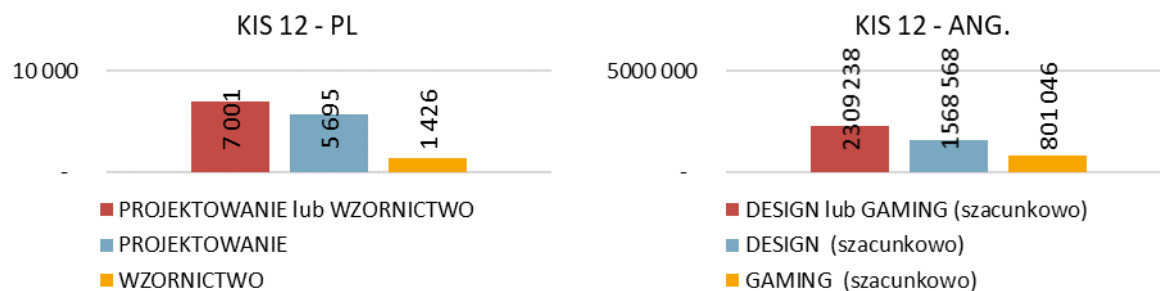 KIS 12 - PL
10 000
7 001
5 695
1 426
-
PROJEKTOWANIE lub WZORNICTWO
PROJEKTOWANIE
WZORNICTWO
KIS 12 - ANG.
5000 000
2309 238
1568 568
801 046
-
DESIGN lub GAMING (szacunkowo)
DESIGN (szacunkowo)
GAMING (szacunkowo)